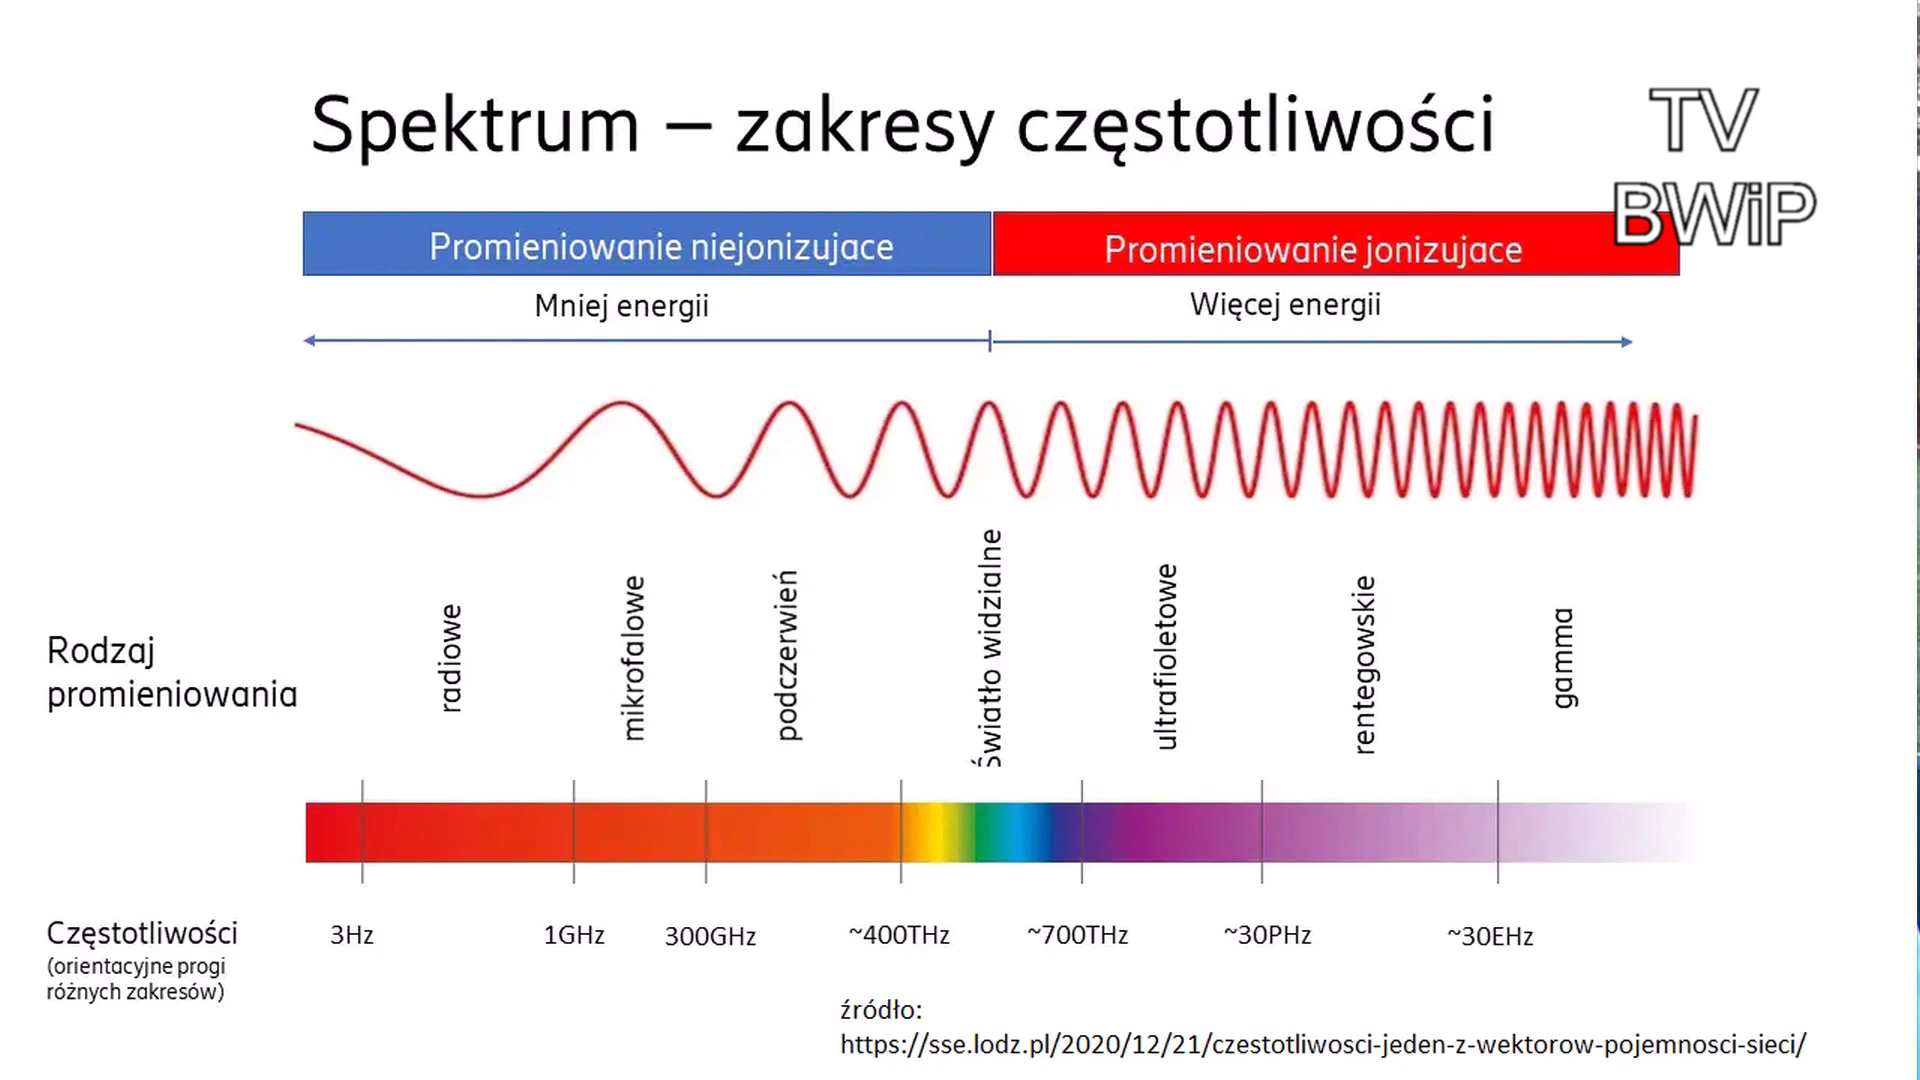 Spektrum – zakresy częstotliwości
TV
BWiP
Promieniowanie niejonizujace
Promieniowanie jonizujace
Mniej energii
Więcej energii
Rodzaj
promieniowania
radiowe
mikrofalowe
podczerwień
Światło widzialne
ultrafioletowe
rentegowskie
gamma
Częstotliwości
(orientacyjne progi
różnych zakresów)
3Hz
1GHz
300GHz
~400THz
~700THz
~30PHz
~30EHz
źródło:
https://sse.lodz.pl/2020/12/21/czestotliwosci-jeden-z-wektorow-pojemnosci-sieci/